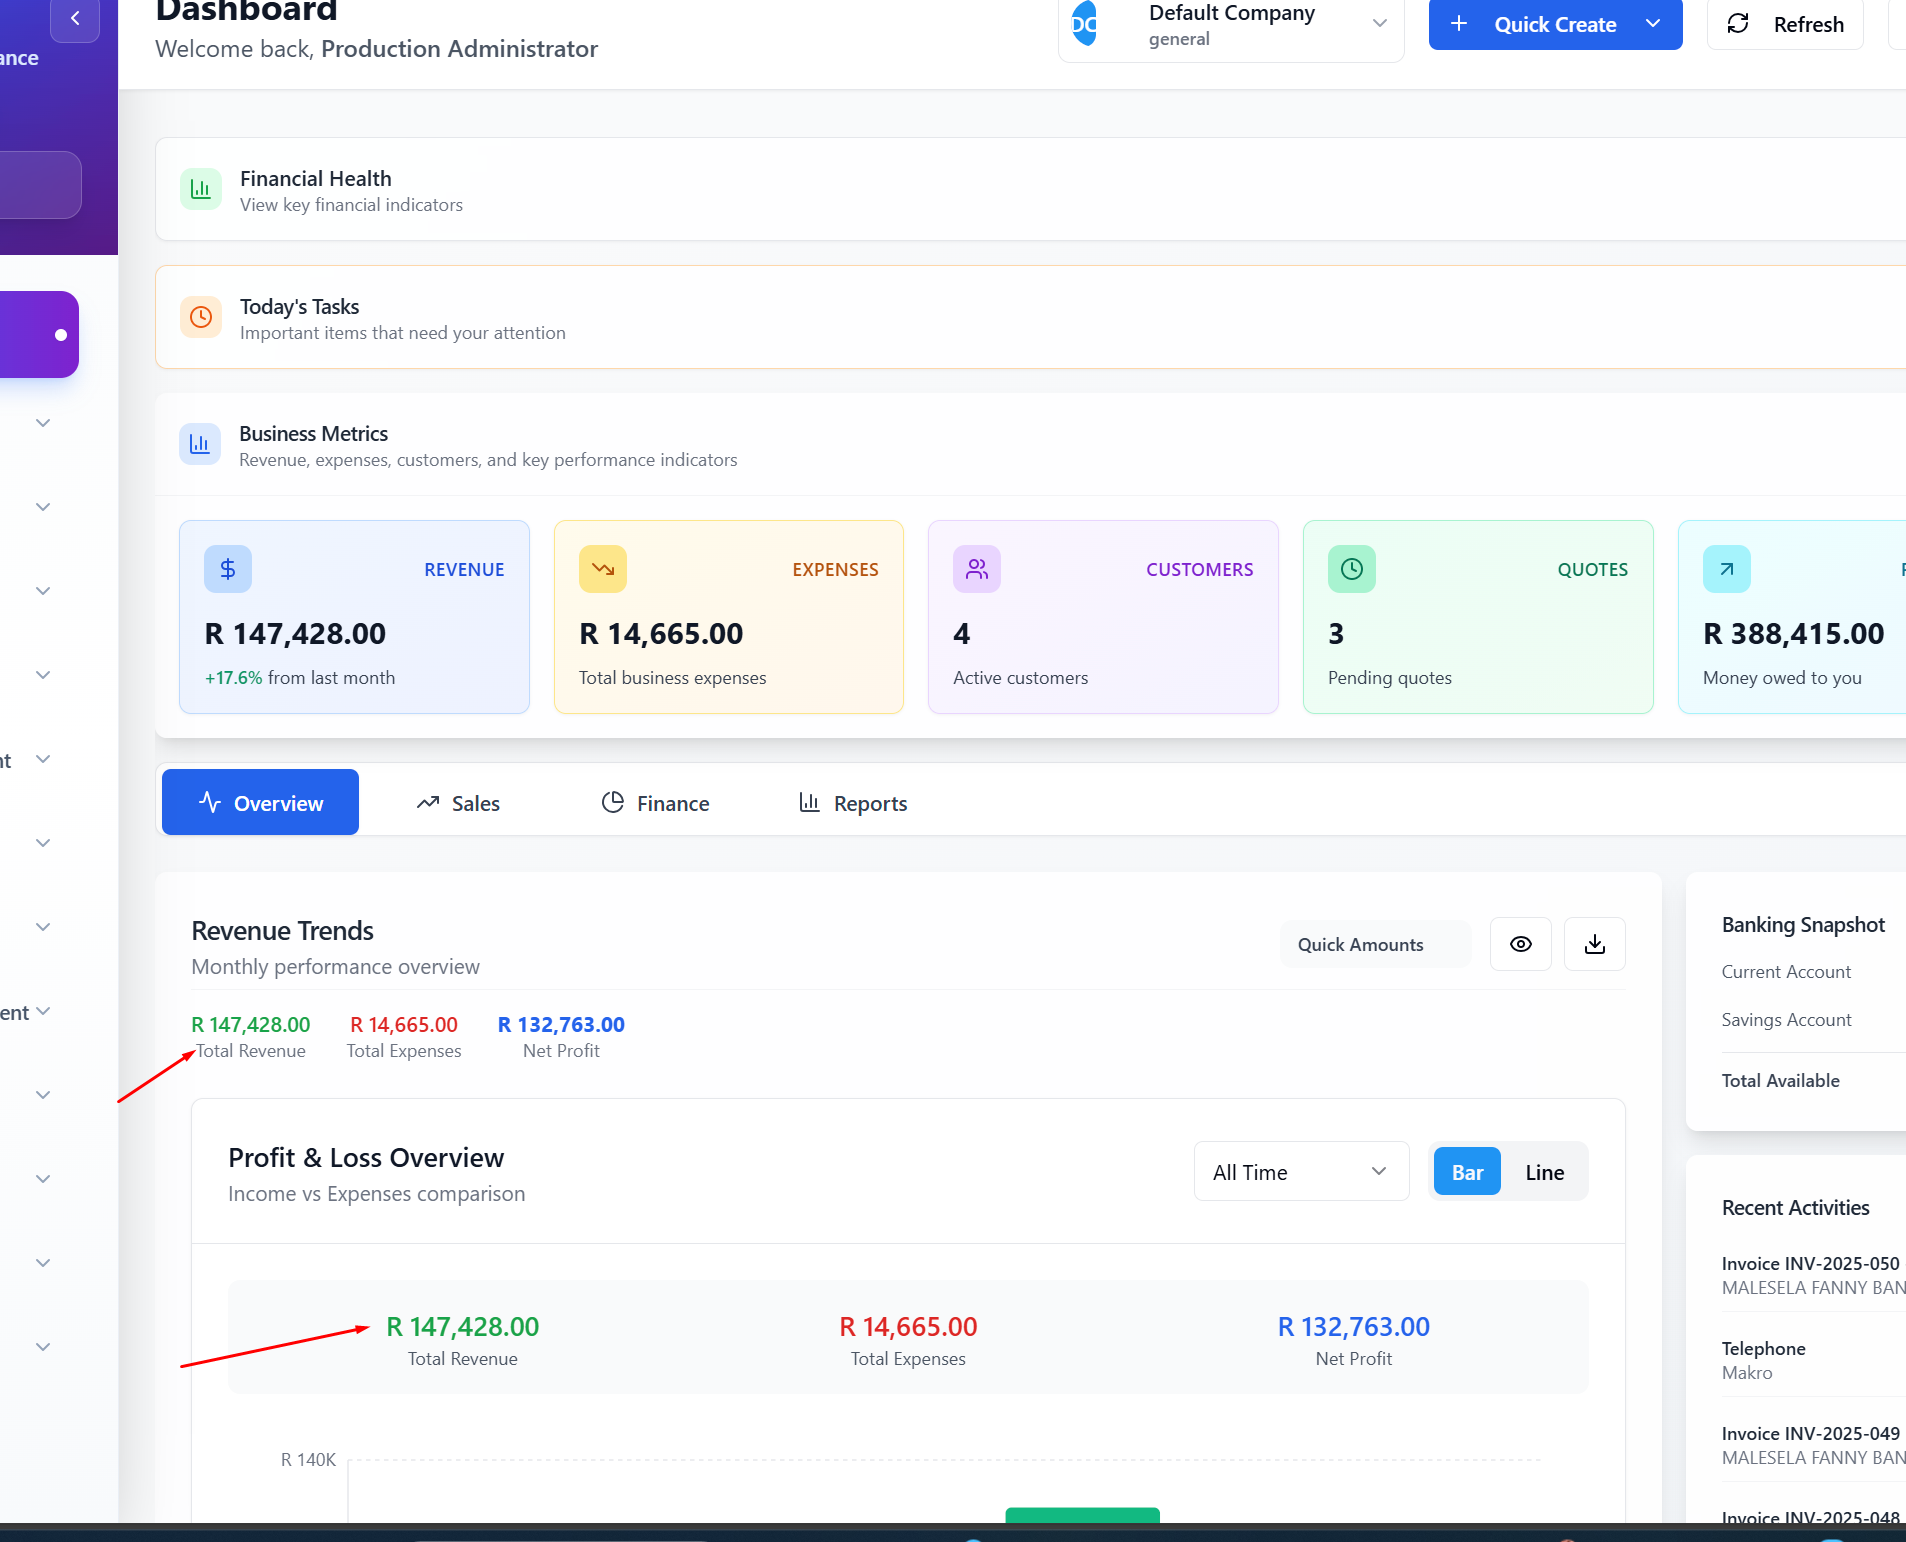 ance
Dashboard
Welcome back, Production Administrator
DC
Default Company
general
Quick Create
Refresh
Financial Health
View key financial indicators
Today's Tasks
Important items that need your attention
Business Metrics
Revenue, expenses, customers, and key performance indicators
REVENUE
R 147,428.00
+17.6% from last month
EXPENSES
R 14,665.00
Total business expenses
CUSTOMERS
4
Active customers
QUOTES
3
Pending quotes
R 388,415.00
Money owed to you
nt
ent
Overview
Sales
Finance
Reports
Revenue Trends
Monthly performance overview
Quick Amounts
R 147,428.00
Total Revenue
R 14,665.00
Total Expenses
R 132,763.00
Net Profit
Profit & Loss Overview
Income vs Expenses comparison
All Time
Bar
Line
R 147,428.00
Total Revenue
R 14,665.00
Total Expenses
R 132,763.00
Net Profit
R 140K
Banking Snapshot
Current Account
Savings Account
Total Available
Recent Activities
Invoice INV-2025-050
MALESELA FANNY BAN
Telephone
Makro
Invoice INV-2025-049
MALESELA FANNY BAN
Invoice INV-2025-048